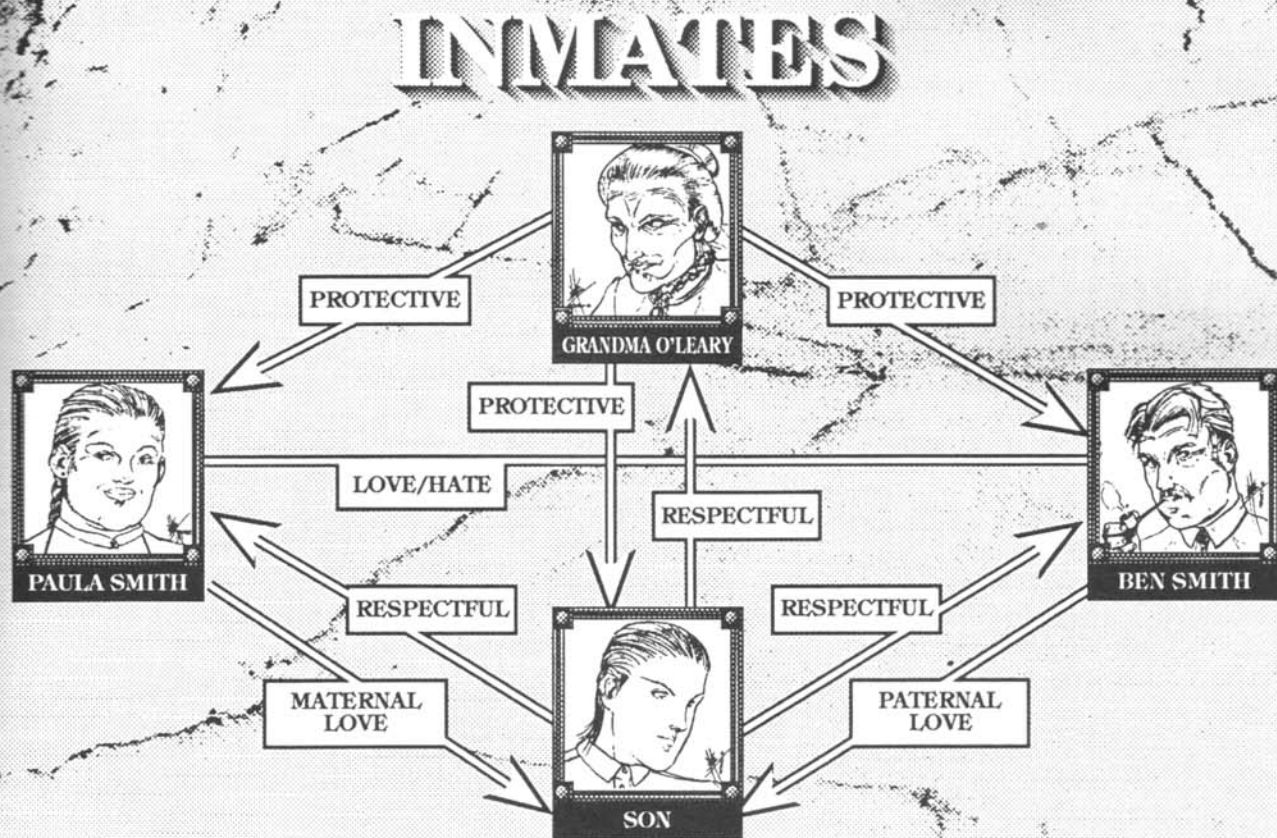 INMATES
PROTECTIVE
PROTECTIVE
GRANDMA O'LEARY
PROTECTIVE
LOVE/HATE
RESPECTFUL
PAULA SMITH
BEN SMITH
RESPECTFUL
RESPECTFUL
MATERNAL
LOVE
PATERNAL
LOVE
SON